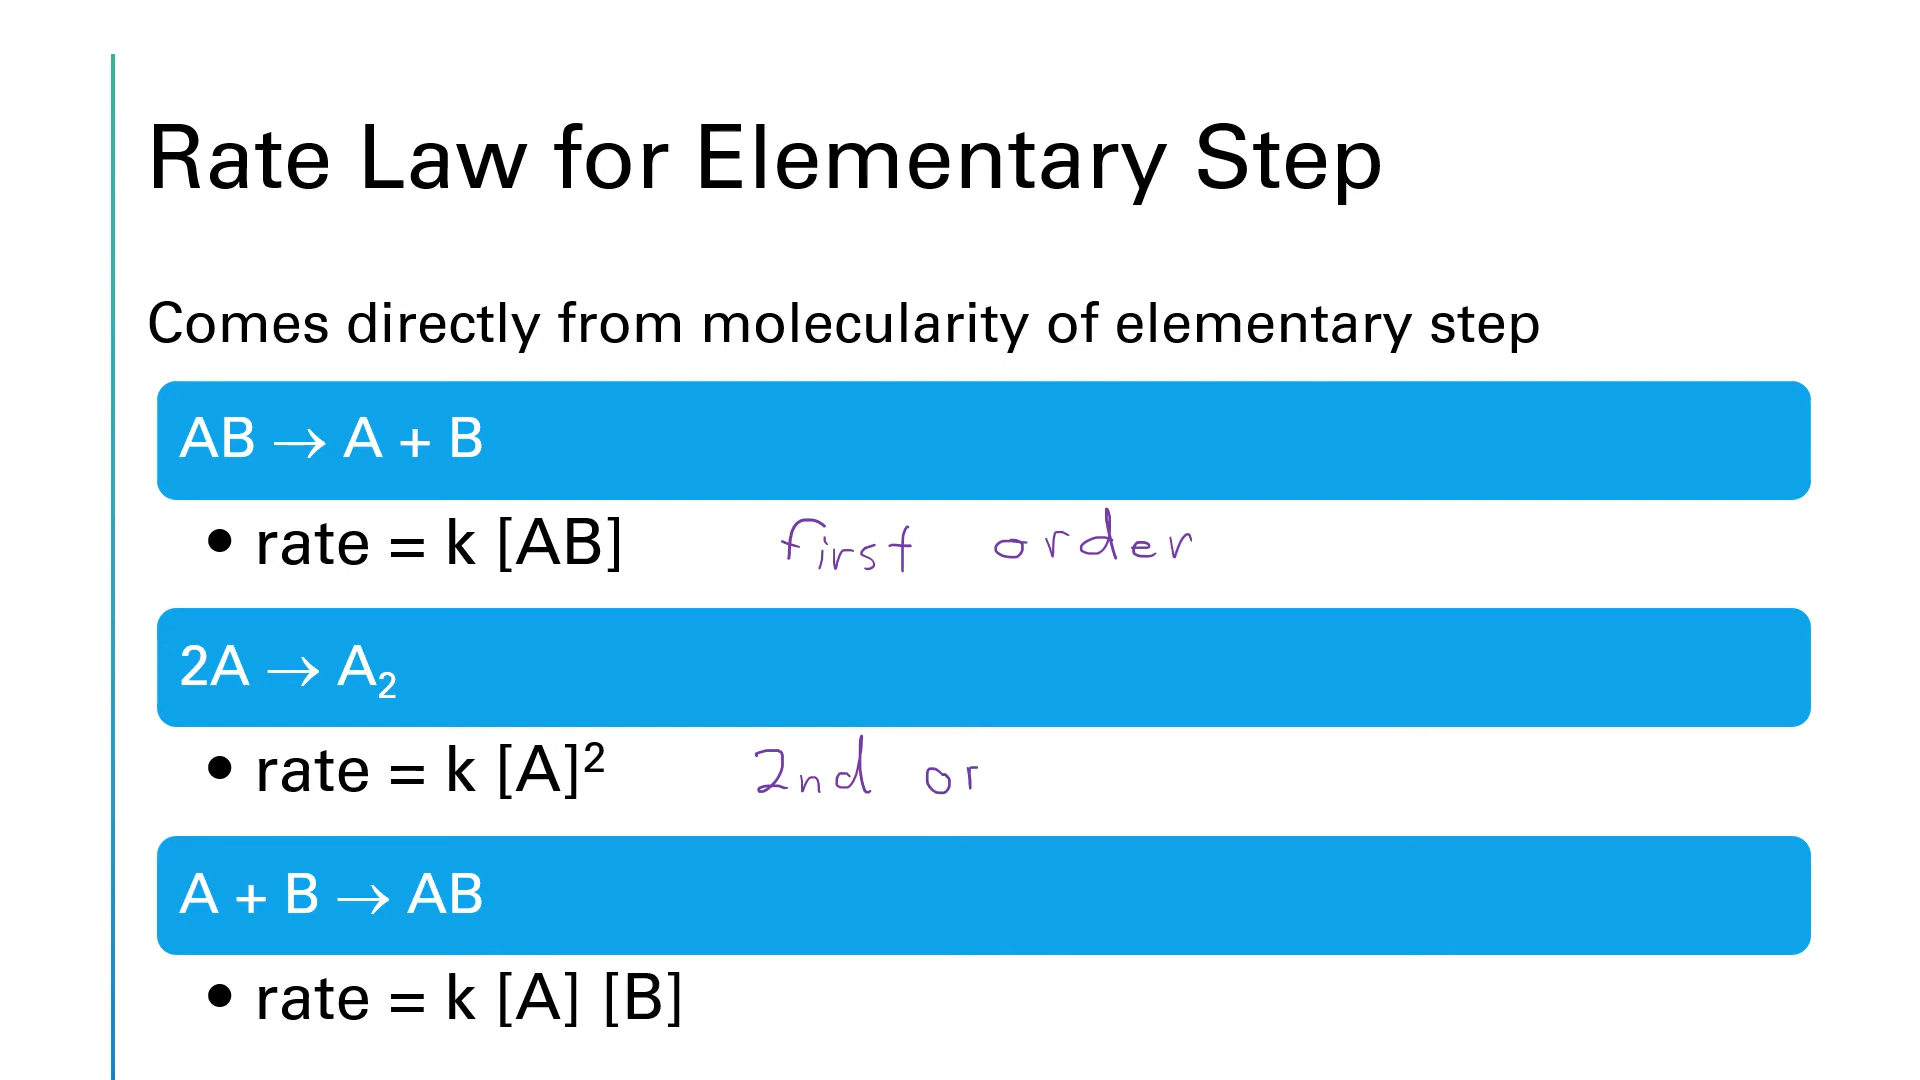 Rate Law for Elementary Step
Comes directly from molecularity of elementary step
AB → A + B
• rate = k [AB] first order
2A → A₂
• rate = k [A]² 2nd or
A + B → AB
• rate = k [A] [B]